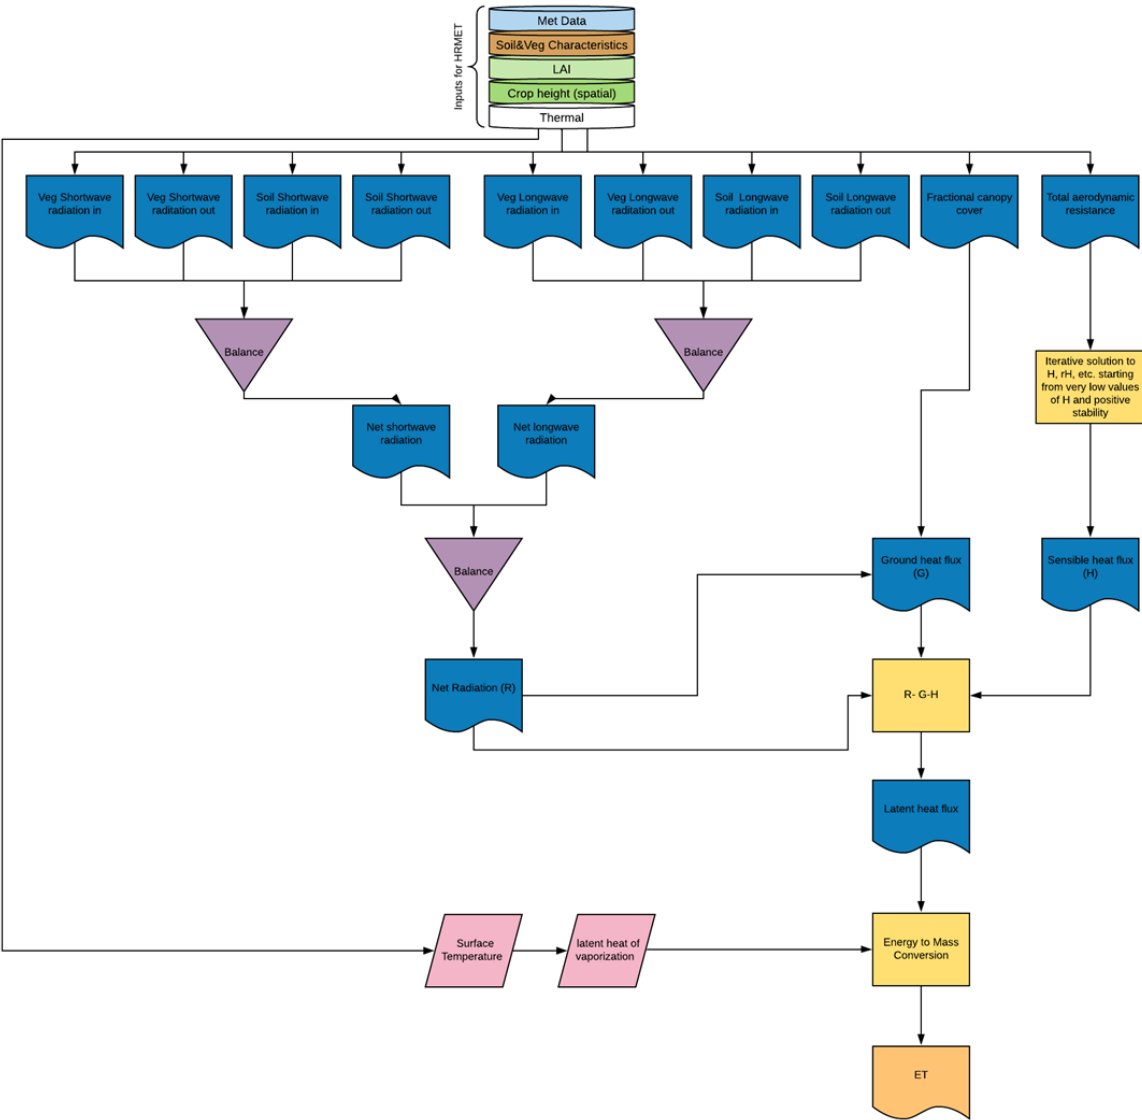 Inputs for HRMET
Met Data
Soil&Veg Characteristics
LAI
Crop height (spatial)
Thermal
Veg Shortwave
radiation in
Veg Shortwave
raditation out
Soil Shortwave
radiation in
Soil Shortwave
radiation out
Veg Longwave
radiation in
Veg Longwave
raditation out
Soil  Longwave
radiation in
Soil Longwave
radiation out
Fractional canopy
cover
Total aerodynamic
resistance
Balance
Balance
Iterative solution to
H, rH, etc. starting
from very low values
of H and positive
stability
Net shortwave
radiation
Net longwave
radiation
Balance
Ground heat flux
(G)
Sensible heat flux
(H)
Net Radiation (R)
R- G-H
Latent heat flux
Surface
Temperature
latent heat of
vaporization
Energy to Mass
Conversion
ET